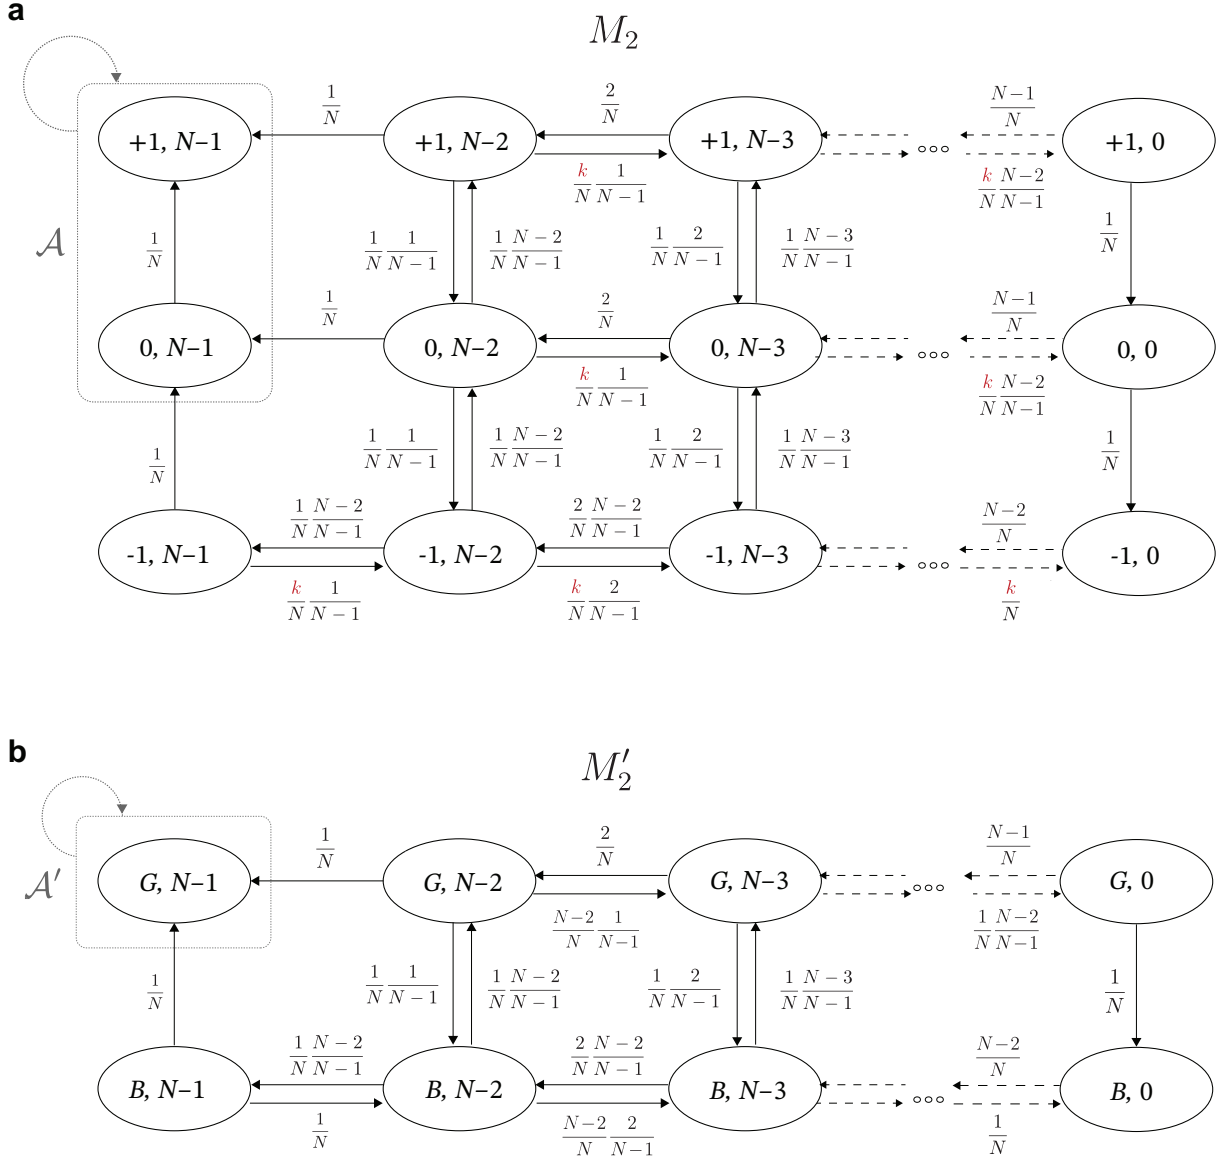 a
M₂
1/N 2/N N−1/N
+1, N−1 +1, N−2 +1, N−3 ○○○ +1, 0
k/N 1/N−1 k/N N−2/N−1
𝒜
1/N 1/N 1/N−1 1/N N−2/N−1 1/N 2/N−1 1/N N−3/N−1 1/N
1/N 2/N N−1/N
0, N−1 0, N−2 0, N−3 ○○○ 0, 0
k/N 1/N−1 k/N N−2/N−1
1/N 1/N 1/N−1 1/N N−2/N−1 1/N 2/N−1 1/N N−3/N−1 1/N
1/N N−2/N−1 2/N N−2/N−1 N−2/N
-1, N−1 -1, N−2 -1, N−3 ○○○ -1, 0
k/N 1/N−1 k/N 2/N−1 k/N
b
M₂′
1/N 2/N N−1/N
𝒜′
G, N−1 G, N−2 G, N−3 ○○○ G, 0
N−2/N 1/N−1 1/N N−2/N−1
1/N 1/N 1/N−1 1/N N−2/N−1 1/N 2/N−1 1/N N−3/N−1 1/N
1/N N−2/N−1 2/N N−2/N−1 N−2/N
B, N−1 B, N−2 B, N−3 ○○○ B, 0
1/N N−2/N 2/N−1 1/N